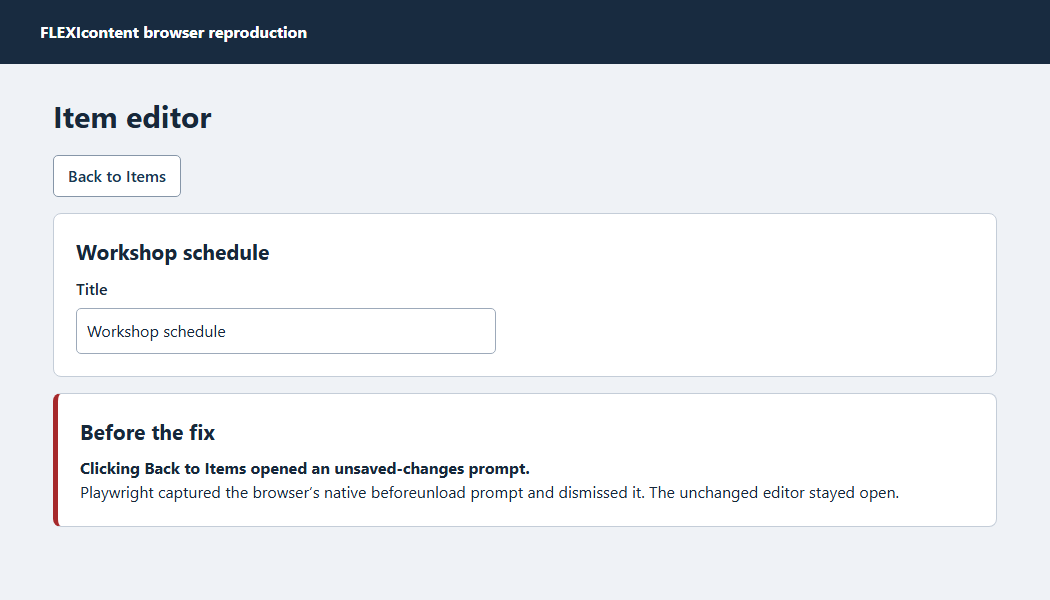 FLEXIcontent browser reproduction
Item editor
Back to Items
Workshop schedule
Title
Workshop schedule
Before the fix
Clicking Back to Items opened an unsaved-changes prompt.
Playwright captured the browser’s native beforeunload prompt and dismissed it. The unchanged editor stayed open.